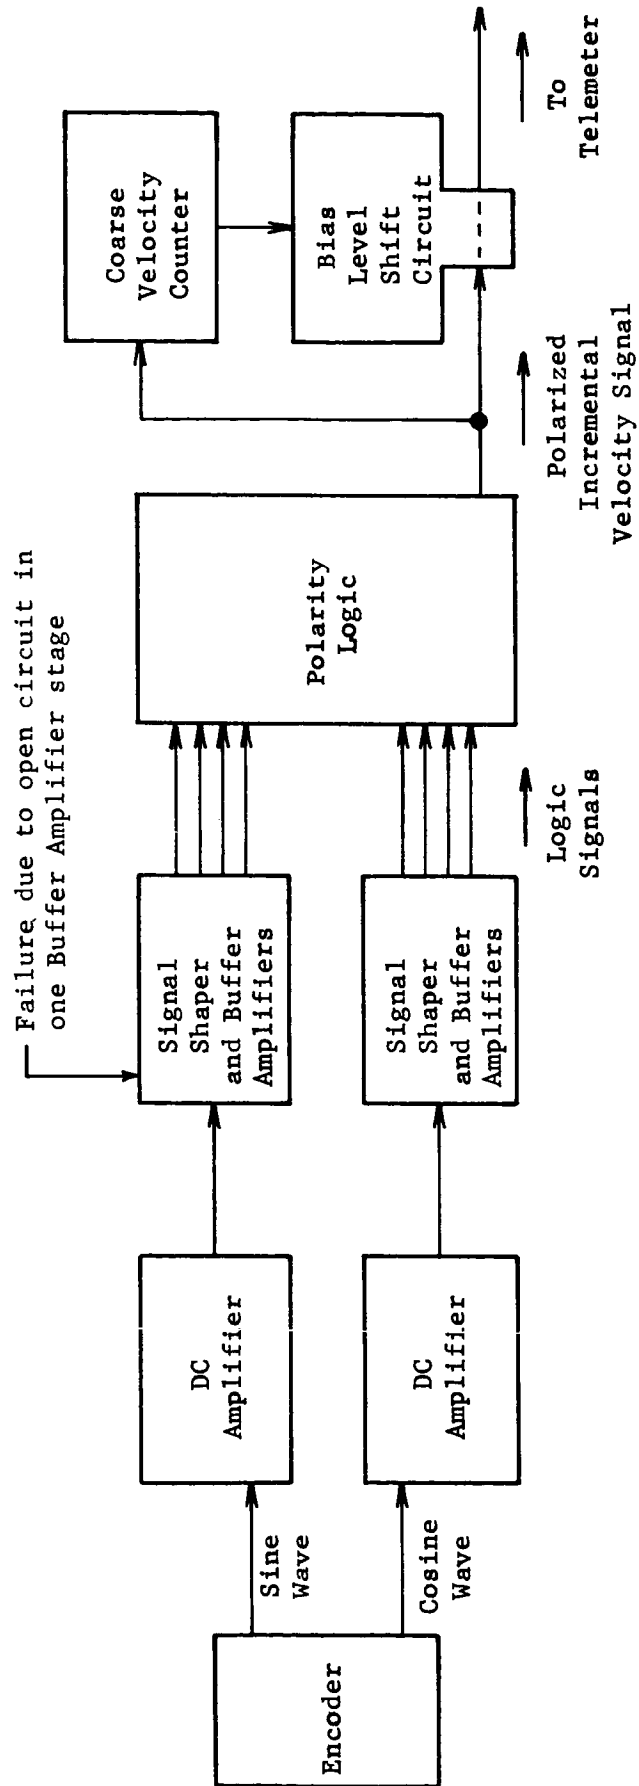 Failure due to open circuit in
one Buffer Amplifier stage
Encoder
Sine
Wave
Cosine
Wave
DC
Amplifier
DC
Amplifier
Signal
Shaper
and Buffer
Amplifiers
Signal
Shaper
and Buffer
Amplifiers
Logic
Signals
Polarity
Logic
Polarized
Incremental
Velocity Signal
Coarse
Velocity
Counter
Bias
Level
Shift
Circuit
To
Telemeter